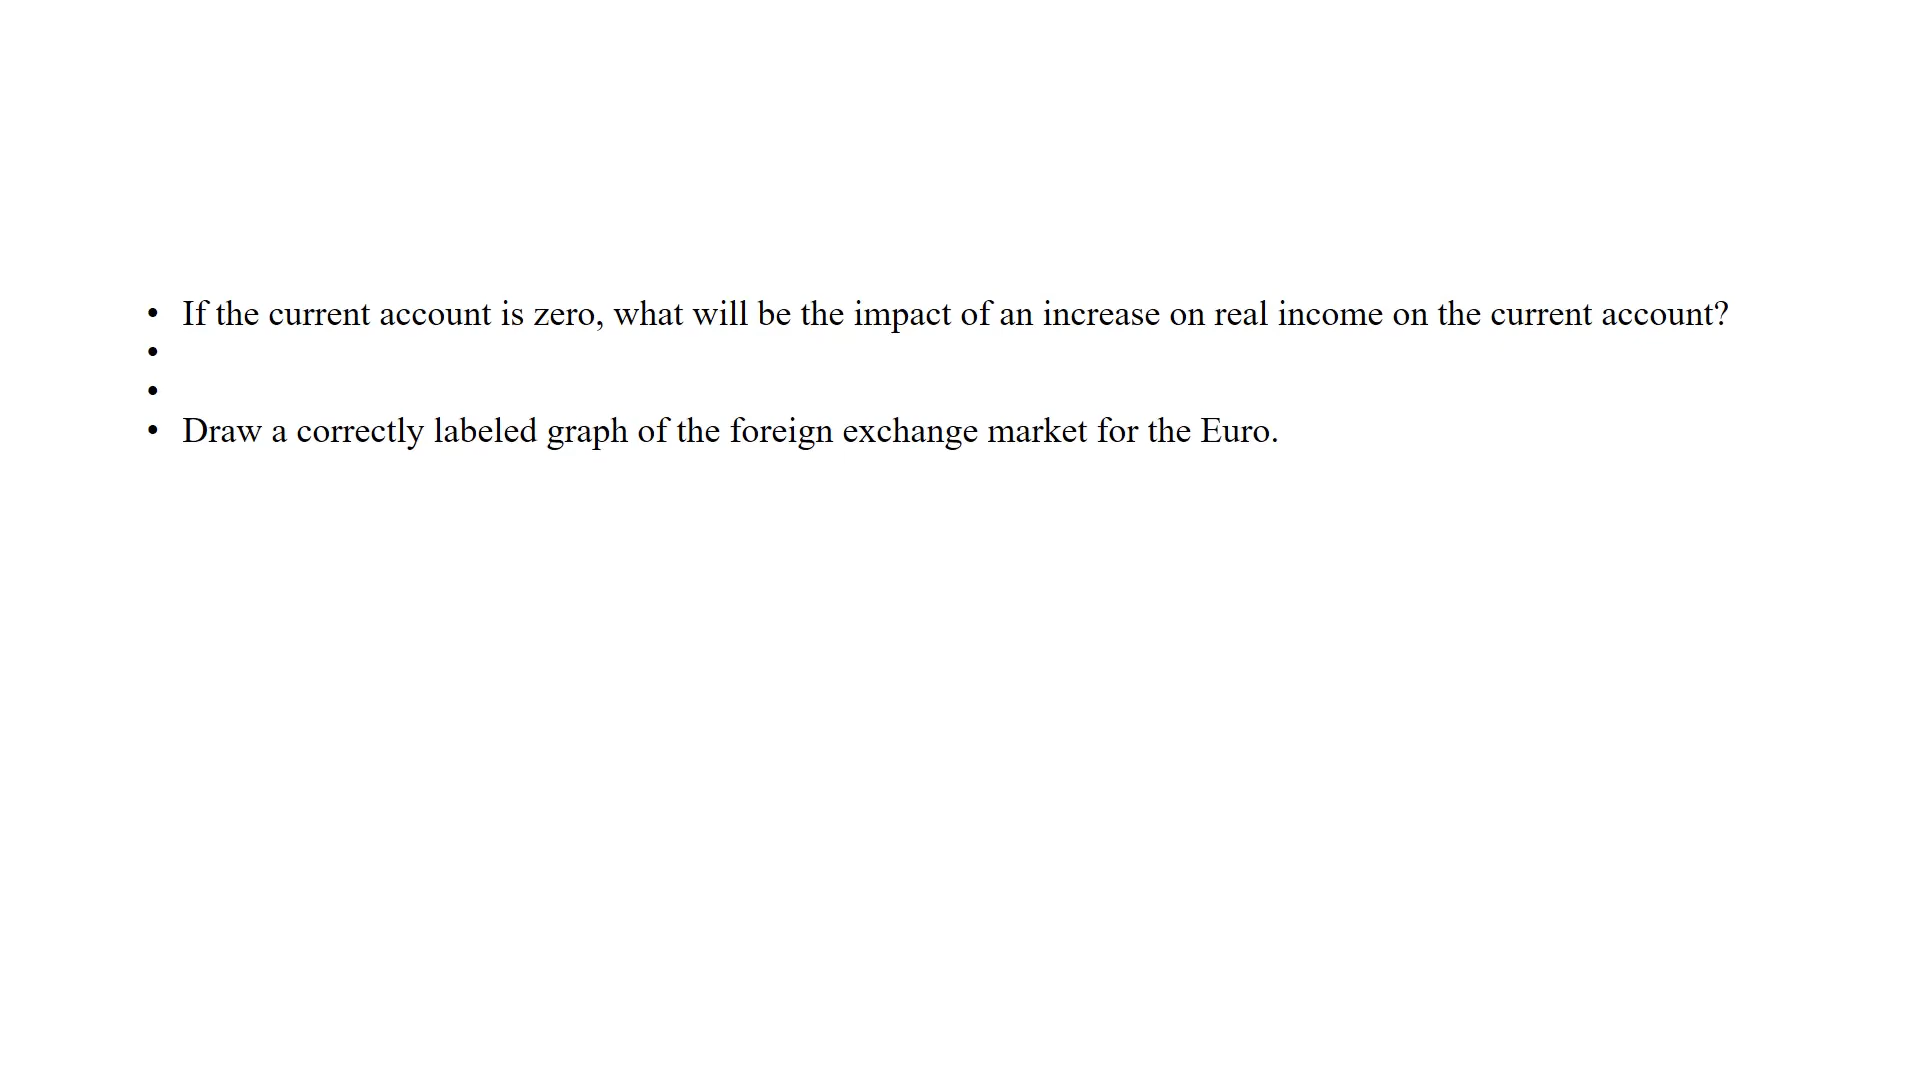 • If the current account is zero, what will be the impact of an increase on real income on the current account?
•
•
• Draw a correctly labeled graph of the foreign exchange market for the Euro.